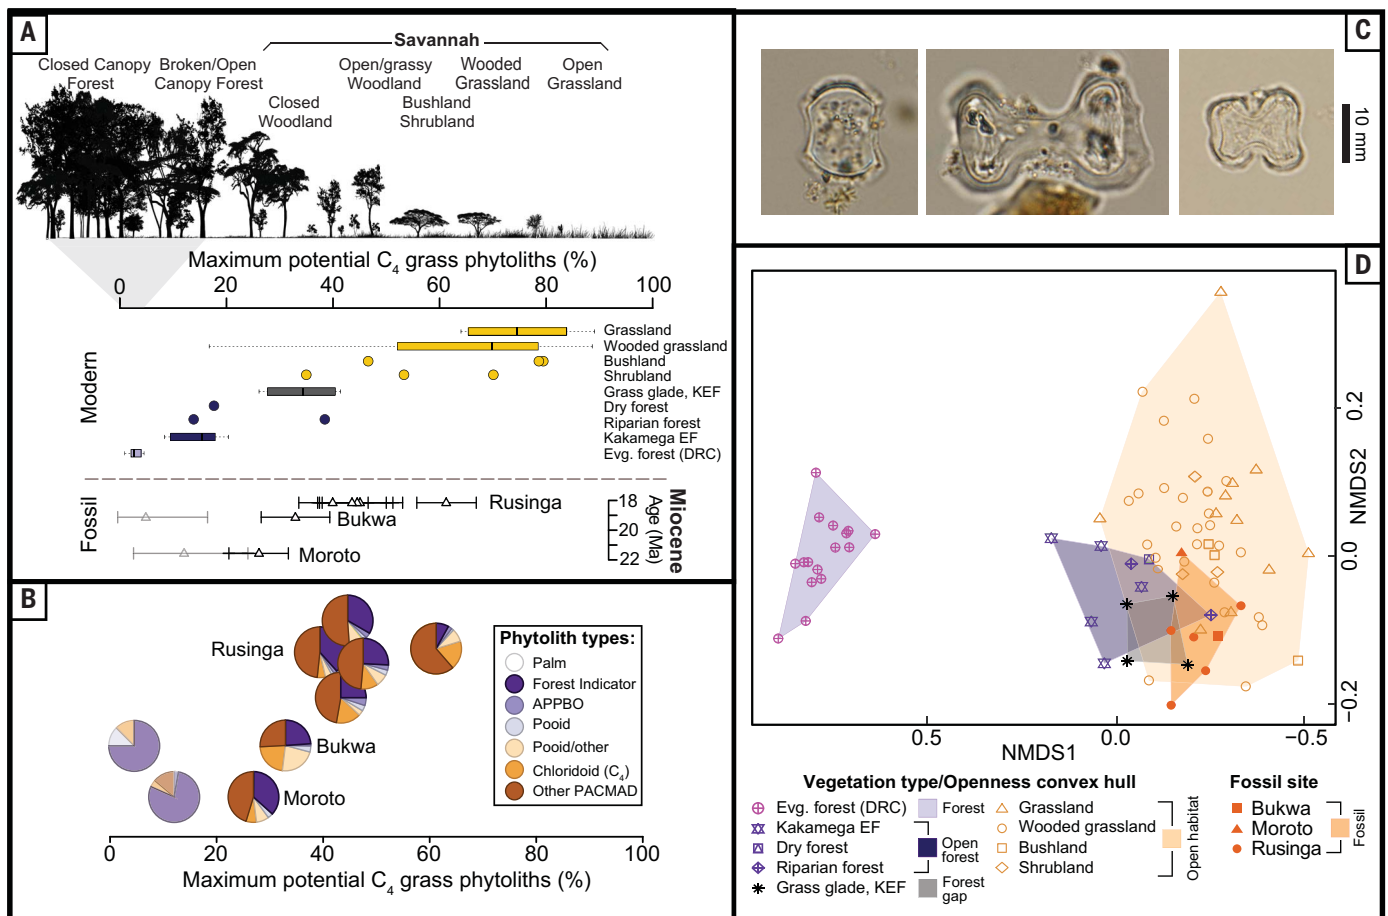 A
Savannah
Closed Canopy
Forest
Broken/Open
Canopy Forest
Closed
Woodland
Open/grassy
Woodland
Bushland
Shrubland
Wooded
Grassland
Open
Grassland
Maximum potential C4 grass phytoliths (%)
0 20 40 60 80 100
Modern
Grassland
Wooded grassland
Bushland
Shrubland
Grass glade, KEF
Dry forest
Riparian forest
Kakamega EF
Evg. forest (DRC)
Fossil
Rusinga
Bukwa
Moroto
18
20
22
Age (Ma)
Miocene
B
Rusinga
Bukwa
Moroto
Phytolith types:
Palm
Forest Indicator
APPBO
Pooid
Pooid/other
Chloridoid (C4)
Other PACMAD
0 20 40 60 80 100
Maximum potential C4 grass phytoliths (%)
C
10 mm
D
0.2
0.0
−0.2
NMDS2
0.5 0.0 −0.5
NMDS1
Vegetation type/Openness convex hull
Evg. forest (DRC)
Kakamega EF
Dry forest
Riparian forest
Grass glade, KEF
Forest
Open
forest
Forest
gap
Grassland
Wooded grassland
Bushland
Shrubland
Open habitat
Fossil site
Bukwa
Moroto
Rusinga
Fossil